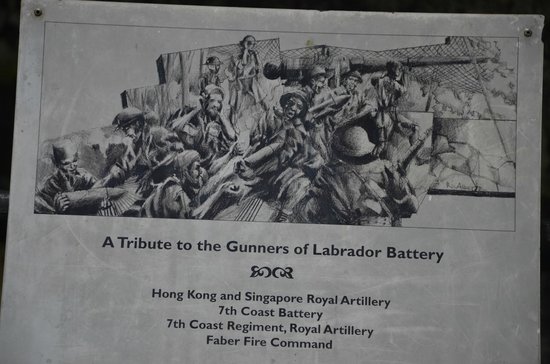 A Tribute to the Gunners of Labrador Battery
Hong Kong and Singapore Royal Artillery
7th Coast Battery
7th Coast Regiment, Royal Artillery
Faber Fire Command